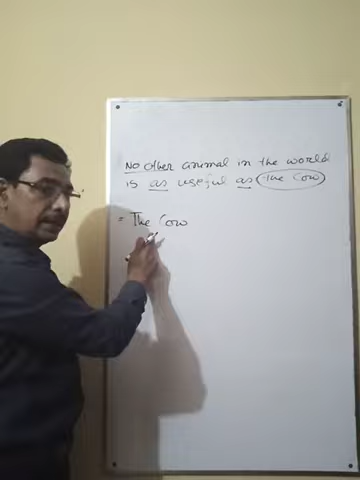 No other animal in the world
is as useful as the Cow
= The Cow